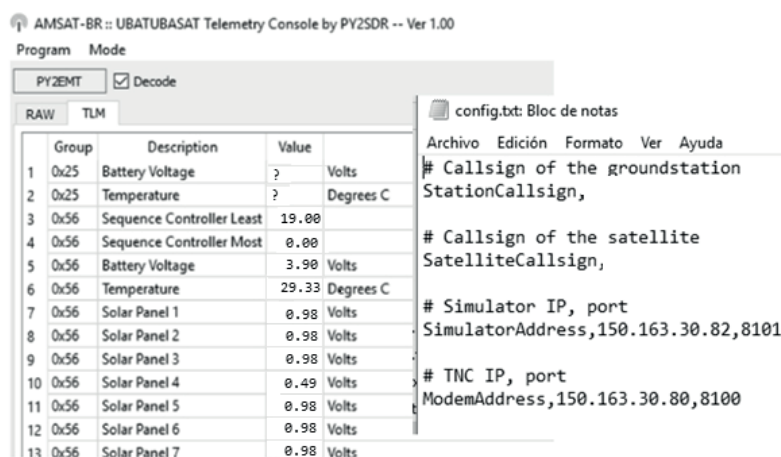 AMSAT-BR :: UBATUBASAT Telemetry Console by PY2SDR -- Ver 1.00
Program Mode
PY2EMT Decode
RAW TLM
Group Description Value
1 0x25 Battery Voltage ? Volts
2 0x25 Temperature ? Degrees C
3 0x56 Sequence Controller Least 19.00
4 0x56 Sequence Controller Most 0.00
5 0x56 Battery Voltage 3.90 Volts
6 0x56 Temperature 29.33 Degrees C
7 0x56 Solar Panel 1 0.98 Volts
8 0x56 Solar Panel 2 0.98 Volts
9 0x56 Solar Panel 3 0.98 Volts
10 0x56 Solar Panel 4 0.49 Volts
11 0x56 Solar Panel 5 0.98 Volts
12 0x56 Solar Panel 6 0.98 Volts
13 0x56 Solar Panel 7 0.98 Volts
config.txt: Bloc de notas
Archivo Edición Formato Ver Ayuda
# Callsign of the groundstation
StationCallsign,
# Callsign of the satellite
SatelliteCallsign,
# Simulator IP, port
SimulatorAddress,150.163.30.82,8101
# TNC IP, port
ModemAddress,150.163.30.80,8100